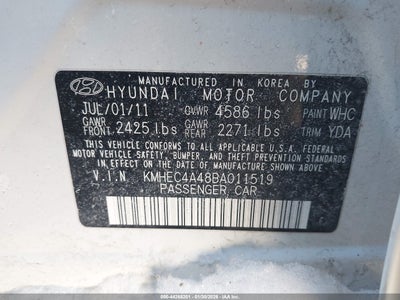 MANUFACTURED IN KOREA BY
HYUNDAI MOTOR COMPANY
JUL/01/11 GVWR 4586 lbs PAINT WHC
GAWR FRONT 2425 lbs GAWR REAR 2271 lbs TRIM YDA
THIS VEHICLE CONFORMS TO ALL APPLICABLE U.S. FEDERAL MOTOR
VEHICLE SAFETY, BUMPER, AND THEFT PREVENTION STANDARDS
IN EFFECT ON THE DATE OF MANUFACTURE SHOWN ABOVE.
V.I.N. KMHEC4A48BA011519
PASSENGER CAR